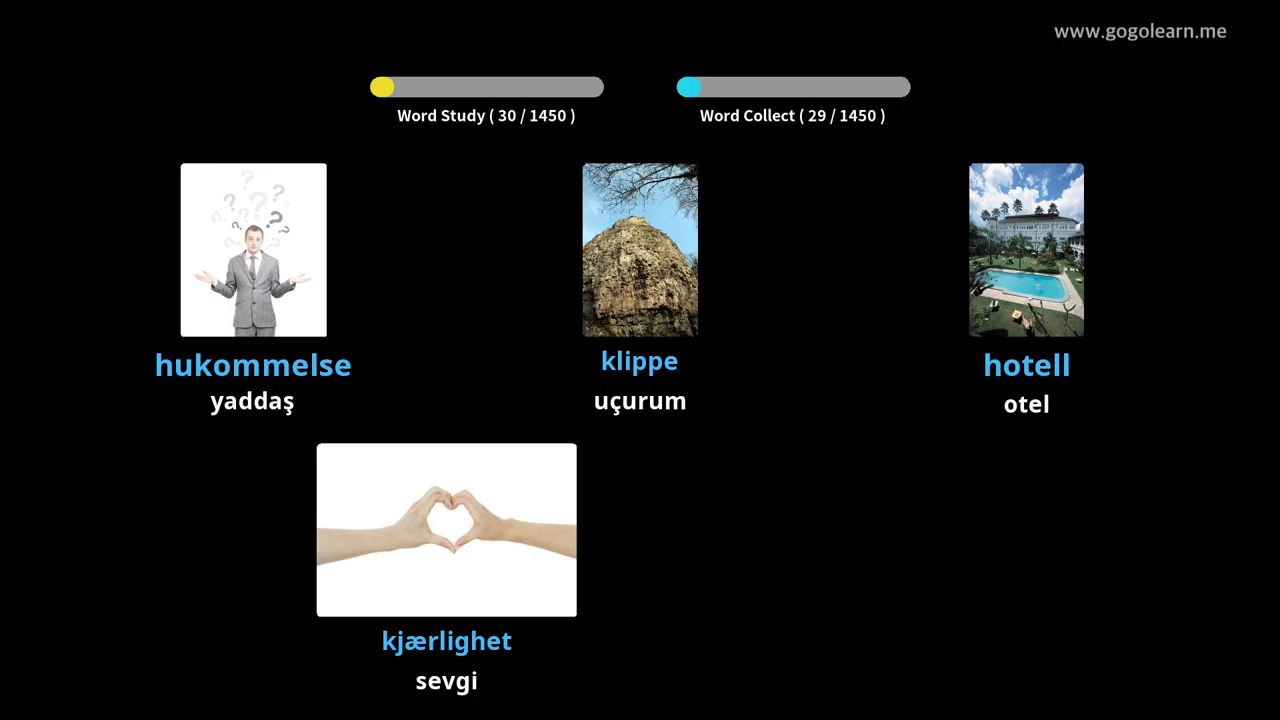 www.gogolearn.me
Word Study ( 30 / 1450 )
Word Collect ( 29 / 1450 )
hukommelse
yaddaş
klippe
uçurum
hotell
otel
kjærlighet
sevgi